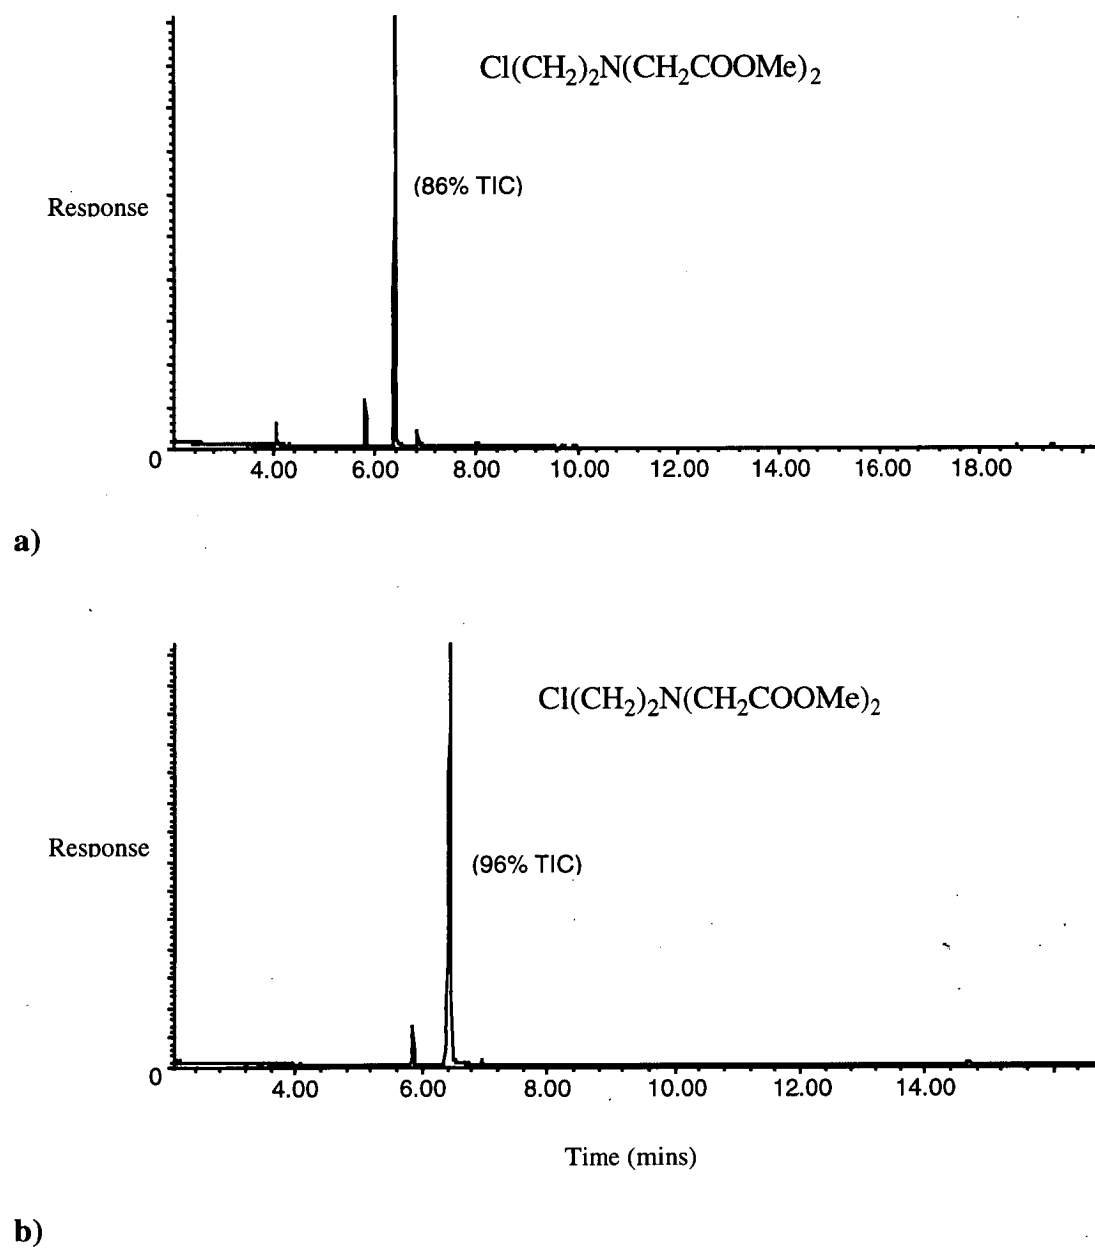 Cl(CH₂)₂N(CH₂COOMe)₂
(86% TIC)
Response
0
4.00 6.00 8.00 10.00 12.00 14.00 16.00 18.00
a)
Cl(CH₂)₂N(CH₂COOMe)₂
Response
(96% TIC)
0
4.00 6.00 8.00 10.00 12.00 14.00
Time (mins)
b)